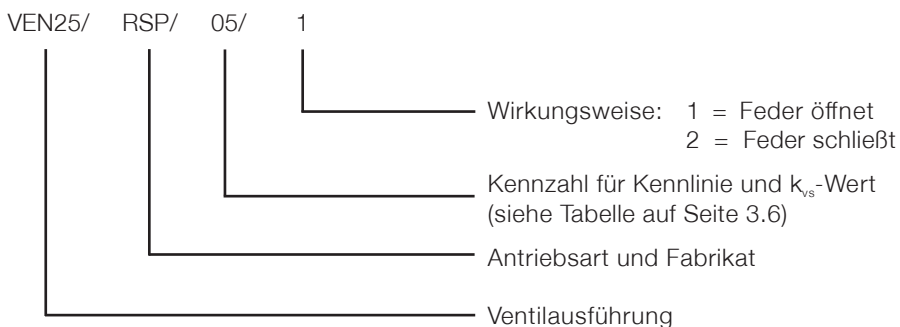 VEN25/ RSP/ 05/ 1
Wirkungsweise: 1 = Feder öffnet
2 = Feder schließt
Kennzahl für Kennlinie und kvs-Wert
(siehe Tabelle auf Seite 3.6)
Antriebsart und Fabrikat
Ventilausführung